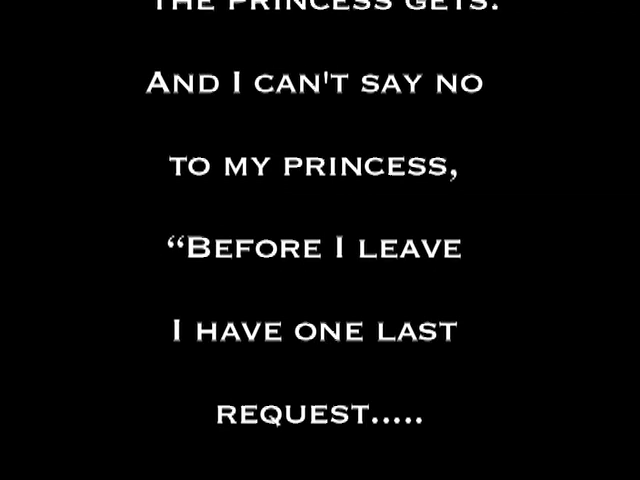 THE PRINCESS GETS.
AND I CAN'T SAY NO
TO MY PRINCESS,
“BEFORE I LEAVE
I HAVE ONE LAST
REQUEST.....